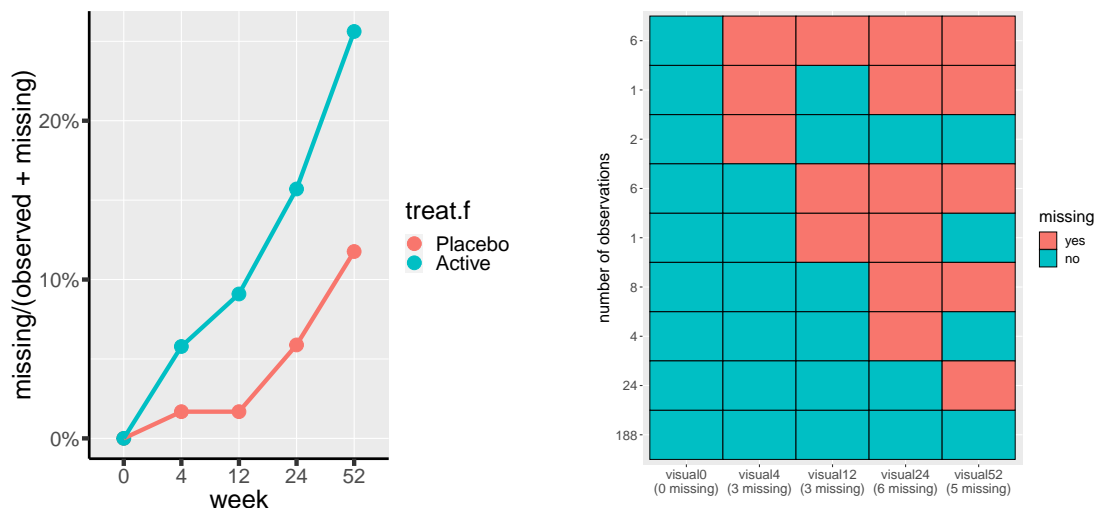 missing/(observed + missing)
20%
10%
0%
0 4 12 24 52
week
treat.f
Placebo
Active
number of observations
6
1
2
6
1
8
4
24
188
visual0 visual4 visual12 visual24 visual52
(0 missing) (3 missing) (3 missing) (6 missing) (5 missing)
missing
yes
no